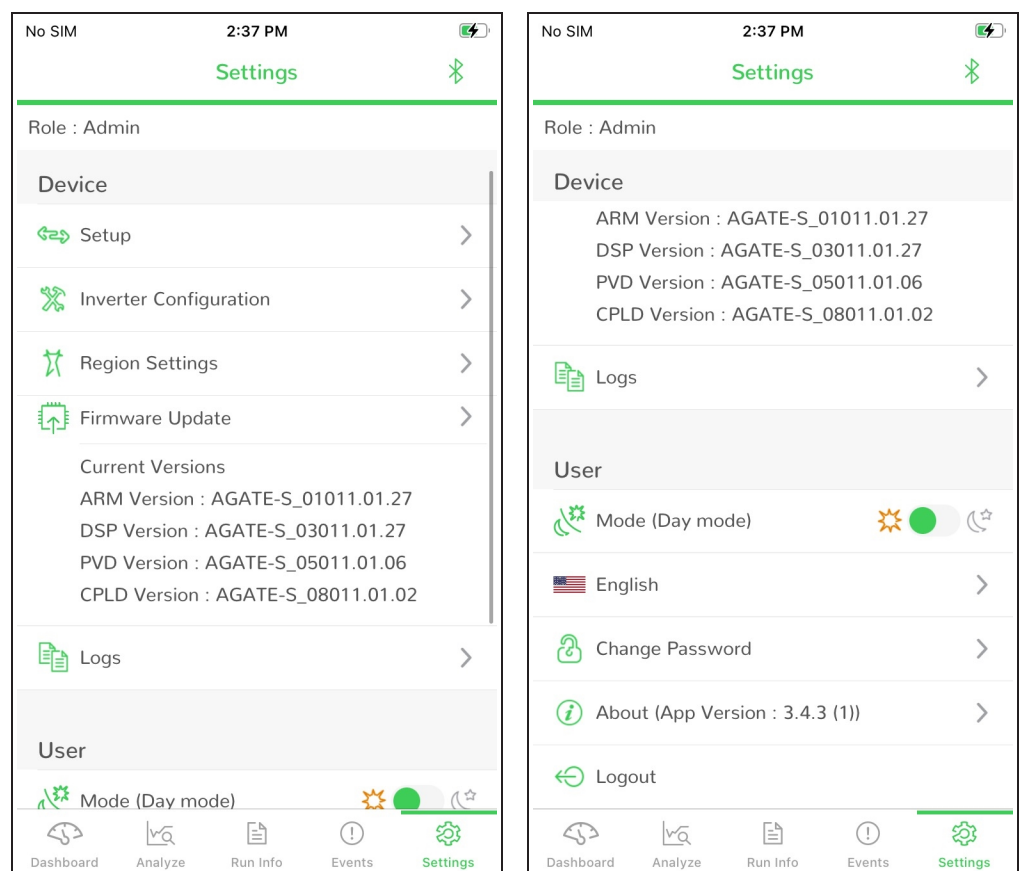 No SIM
2:37 PM
Settings
Role : Admin
Device
Setup
Inverter Configuration
Region Settings
Firmware Update
Current Versions
ARM Version : AGATE-S_01011.01.27
DSP Version : AGATE-S_03011.01.27
PVD Version : AGATE-S_05011.01.06
CPLD Version : AGATE-S_08011.01.02
Logs
User
Mode (Day mode)
Dashboard
Analyze
Run Info
Events
Settings
No SIM
2:37 PM
Settings
Role : Admin
Device
ARM Version : AGATE-S_01011.01.27
DSP Version : AGATE-S_03011.01.27
PVD Version : AGATE-S_05011.01.06
CPLD Version : AGATE-S_08011.01.02
Logs
User
Mode (Day mode)
English
Change Password
About (App Version : 3.4.3 (1))
Logout
Dashboard
Analyze
Run Info
Events
Settings